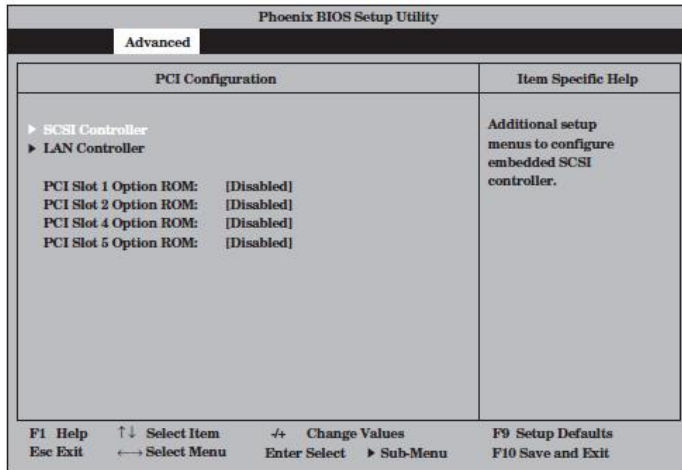 Phoenix BIOS Setup Utility
Advanced
PCI Configuration
Item Specific Help
▶ SCSI Controller
▶ LAN Controller
PCI Slot 1 Option ROM: [Disabled]
PCI Slot 2 Option ROM: [Disabled]
PCI Slot 4 Option ROM: [Disabled]
PCI Slot 5 Option ROM: [Disabled]
Additional setup
menus to configure
embedded SCSI
controller.
F1 Help ↑↓ Select Item -/+ Change Values F9 Setup Defaults
Esc Exit ←→ Select Menu Enter Select ▶ Sub-Menu F10 Save and Exit